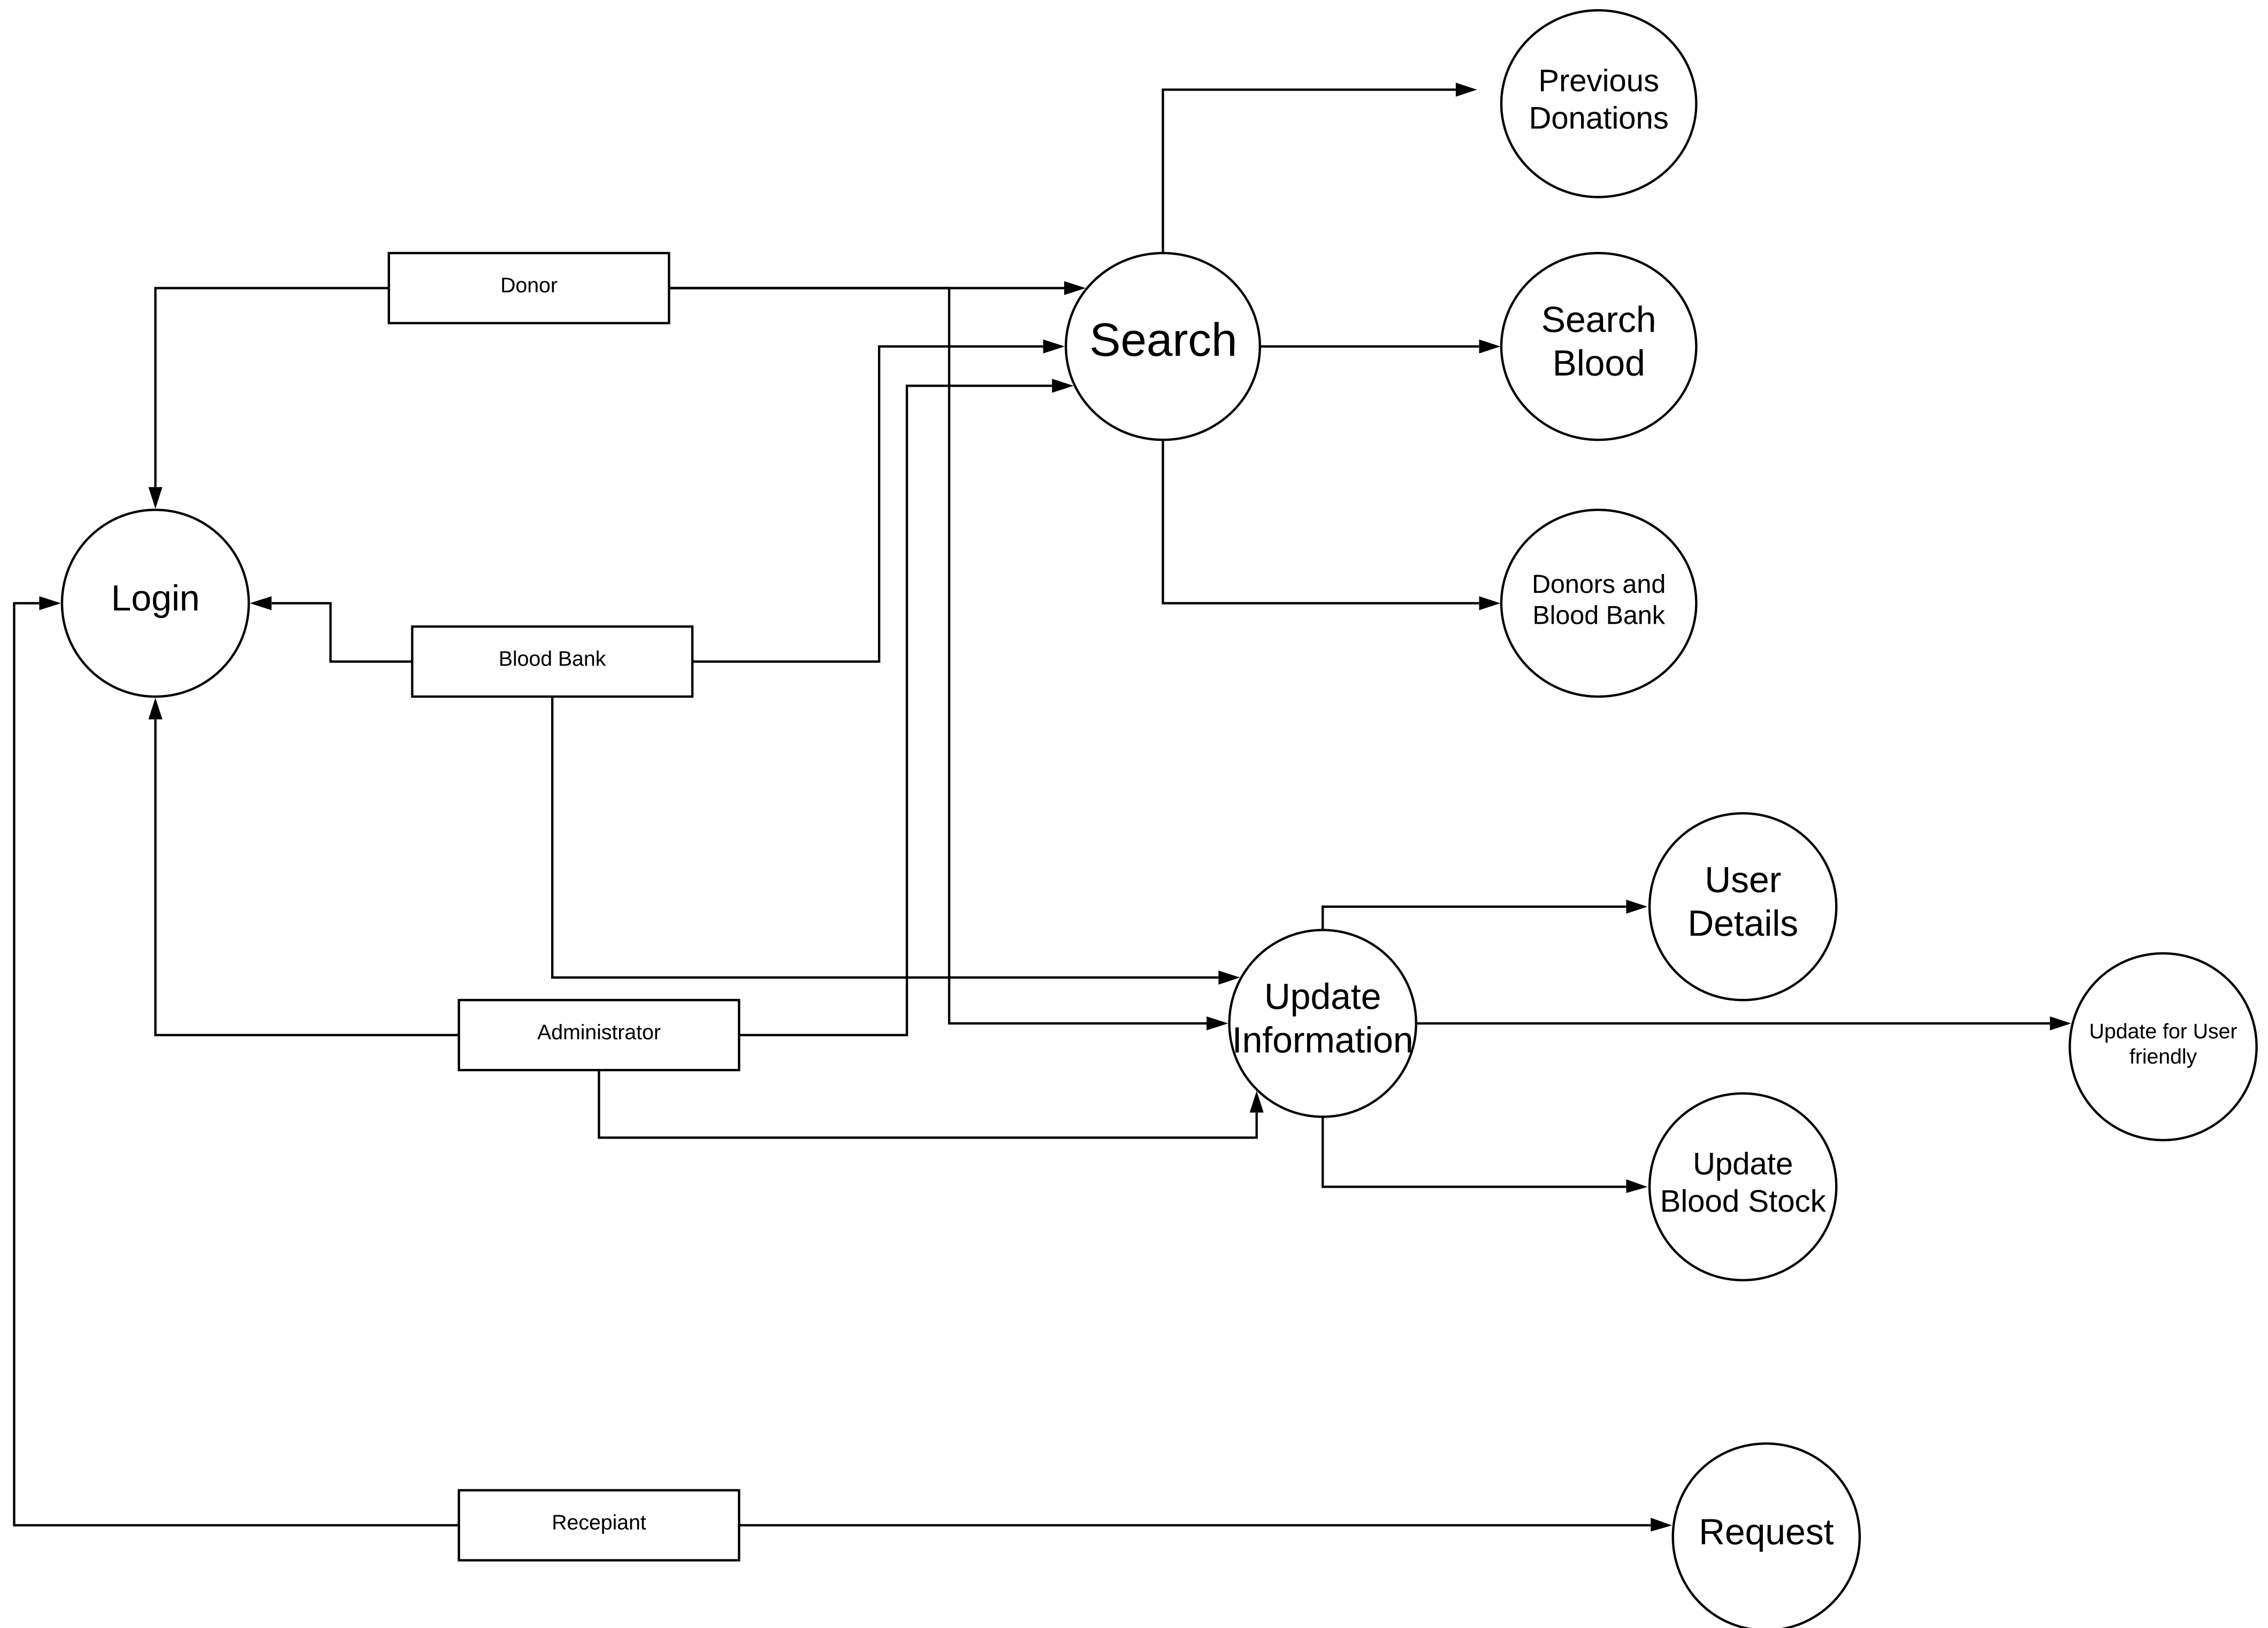 Previous
Donations
Donor
Search
Search
Blood
Login
Donors and
Blood Bank
Blood Bank
User
Details
Update
Information
Administrator
Update for User
friendly
Update
Blood Stock
Recepiant
Request